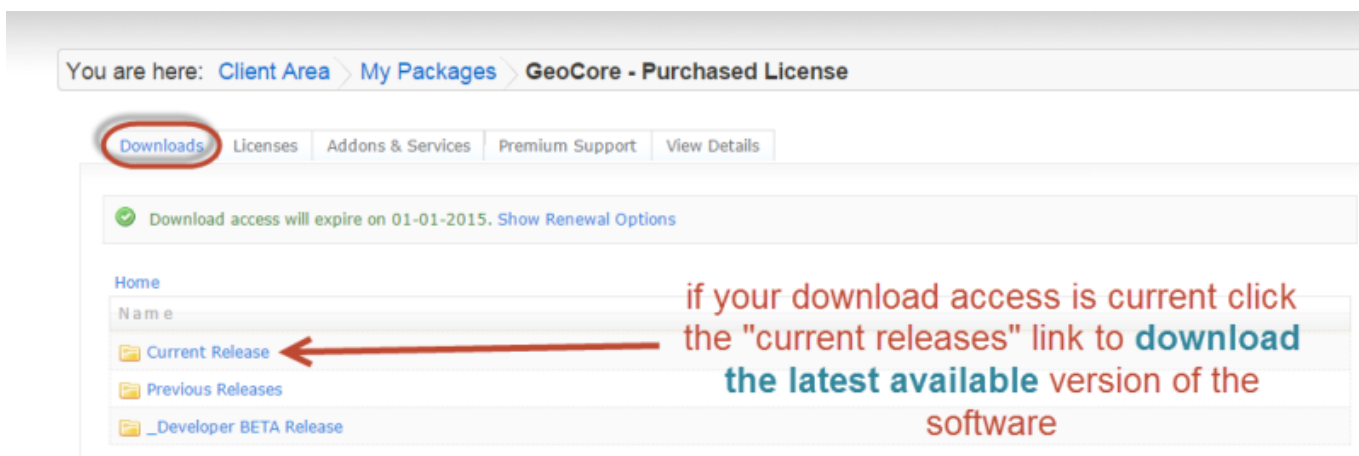 You are here: Client Area My Packages GeoCore - Purchased License
Downloads Licenses Addons & Services Premium Support View Details
Download access will expire on 01-01-2015. Show Renewal Options
Home
Name
Current Release
Previous Releases
_Developer BETA Release
if your download access is current click
the "current releases" link to download
the latest available version of the
software